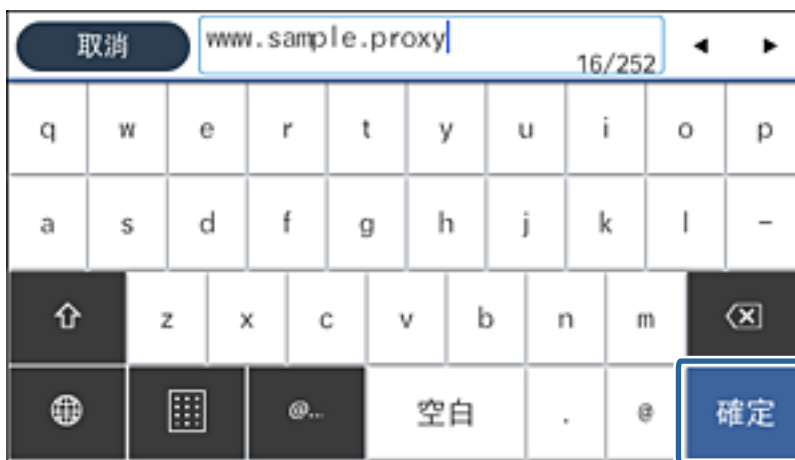 取消 www.sample.proxy 16/252
q w e r t y u i o p
a s d f g h j k l -
z x c v b n m
@... 空白 . @ 確定